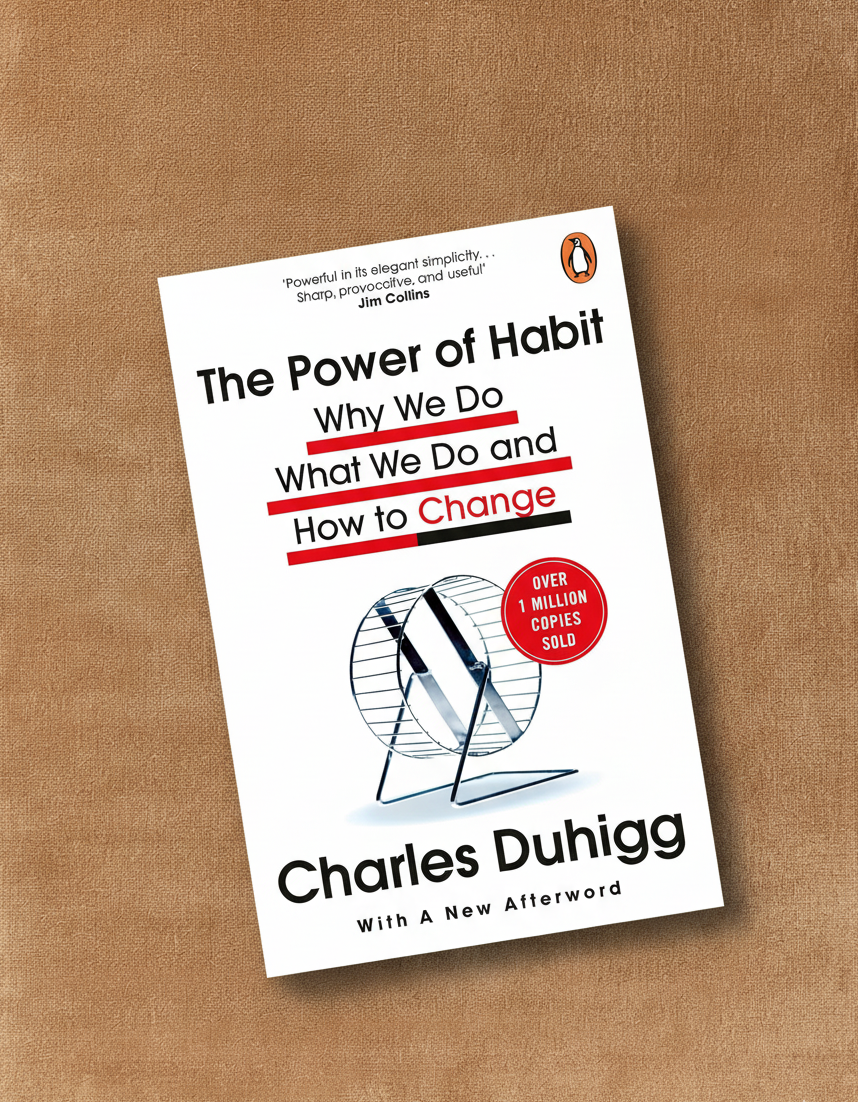 'Powerful in its elegant simplicity...
Sharp, provoccitve. and useful'
Jim Collins
The Power of Habit
Why We Do
What We Do and
How to Change
OVER
1 MILLION
COPIES
SOLD
Charles Duhigg
With A New Afterword